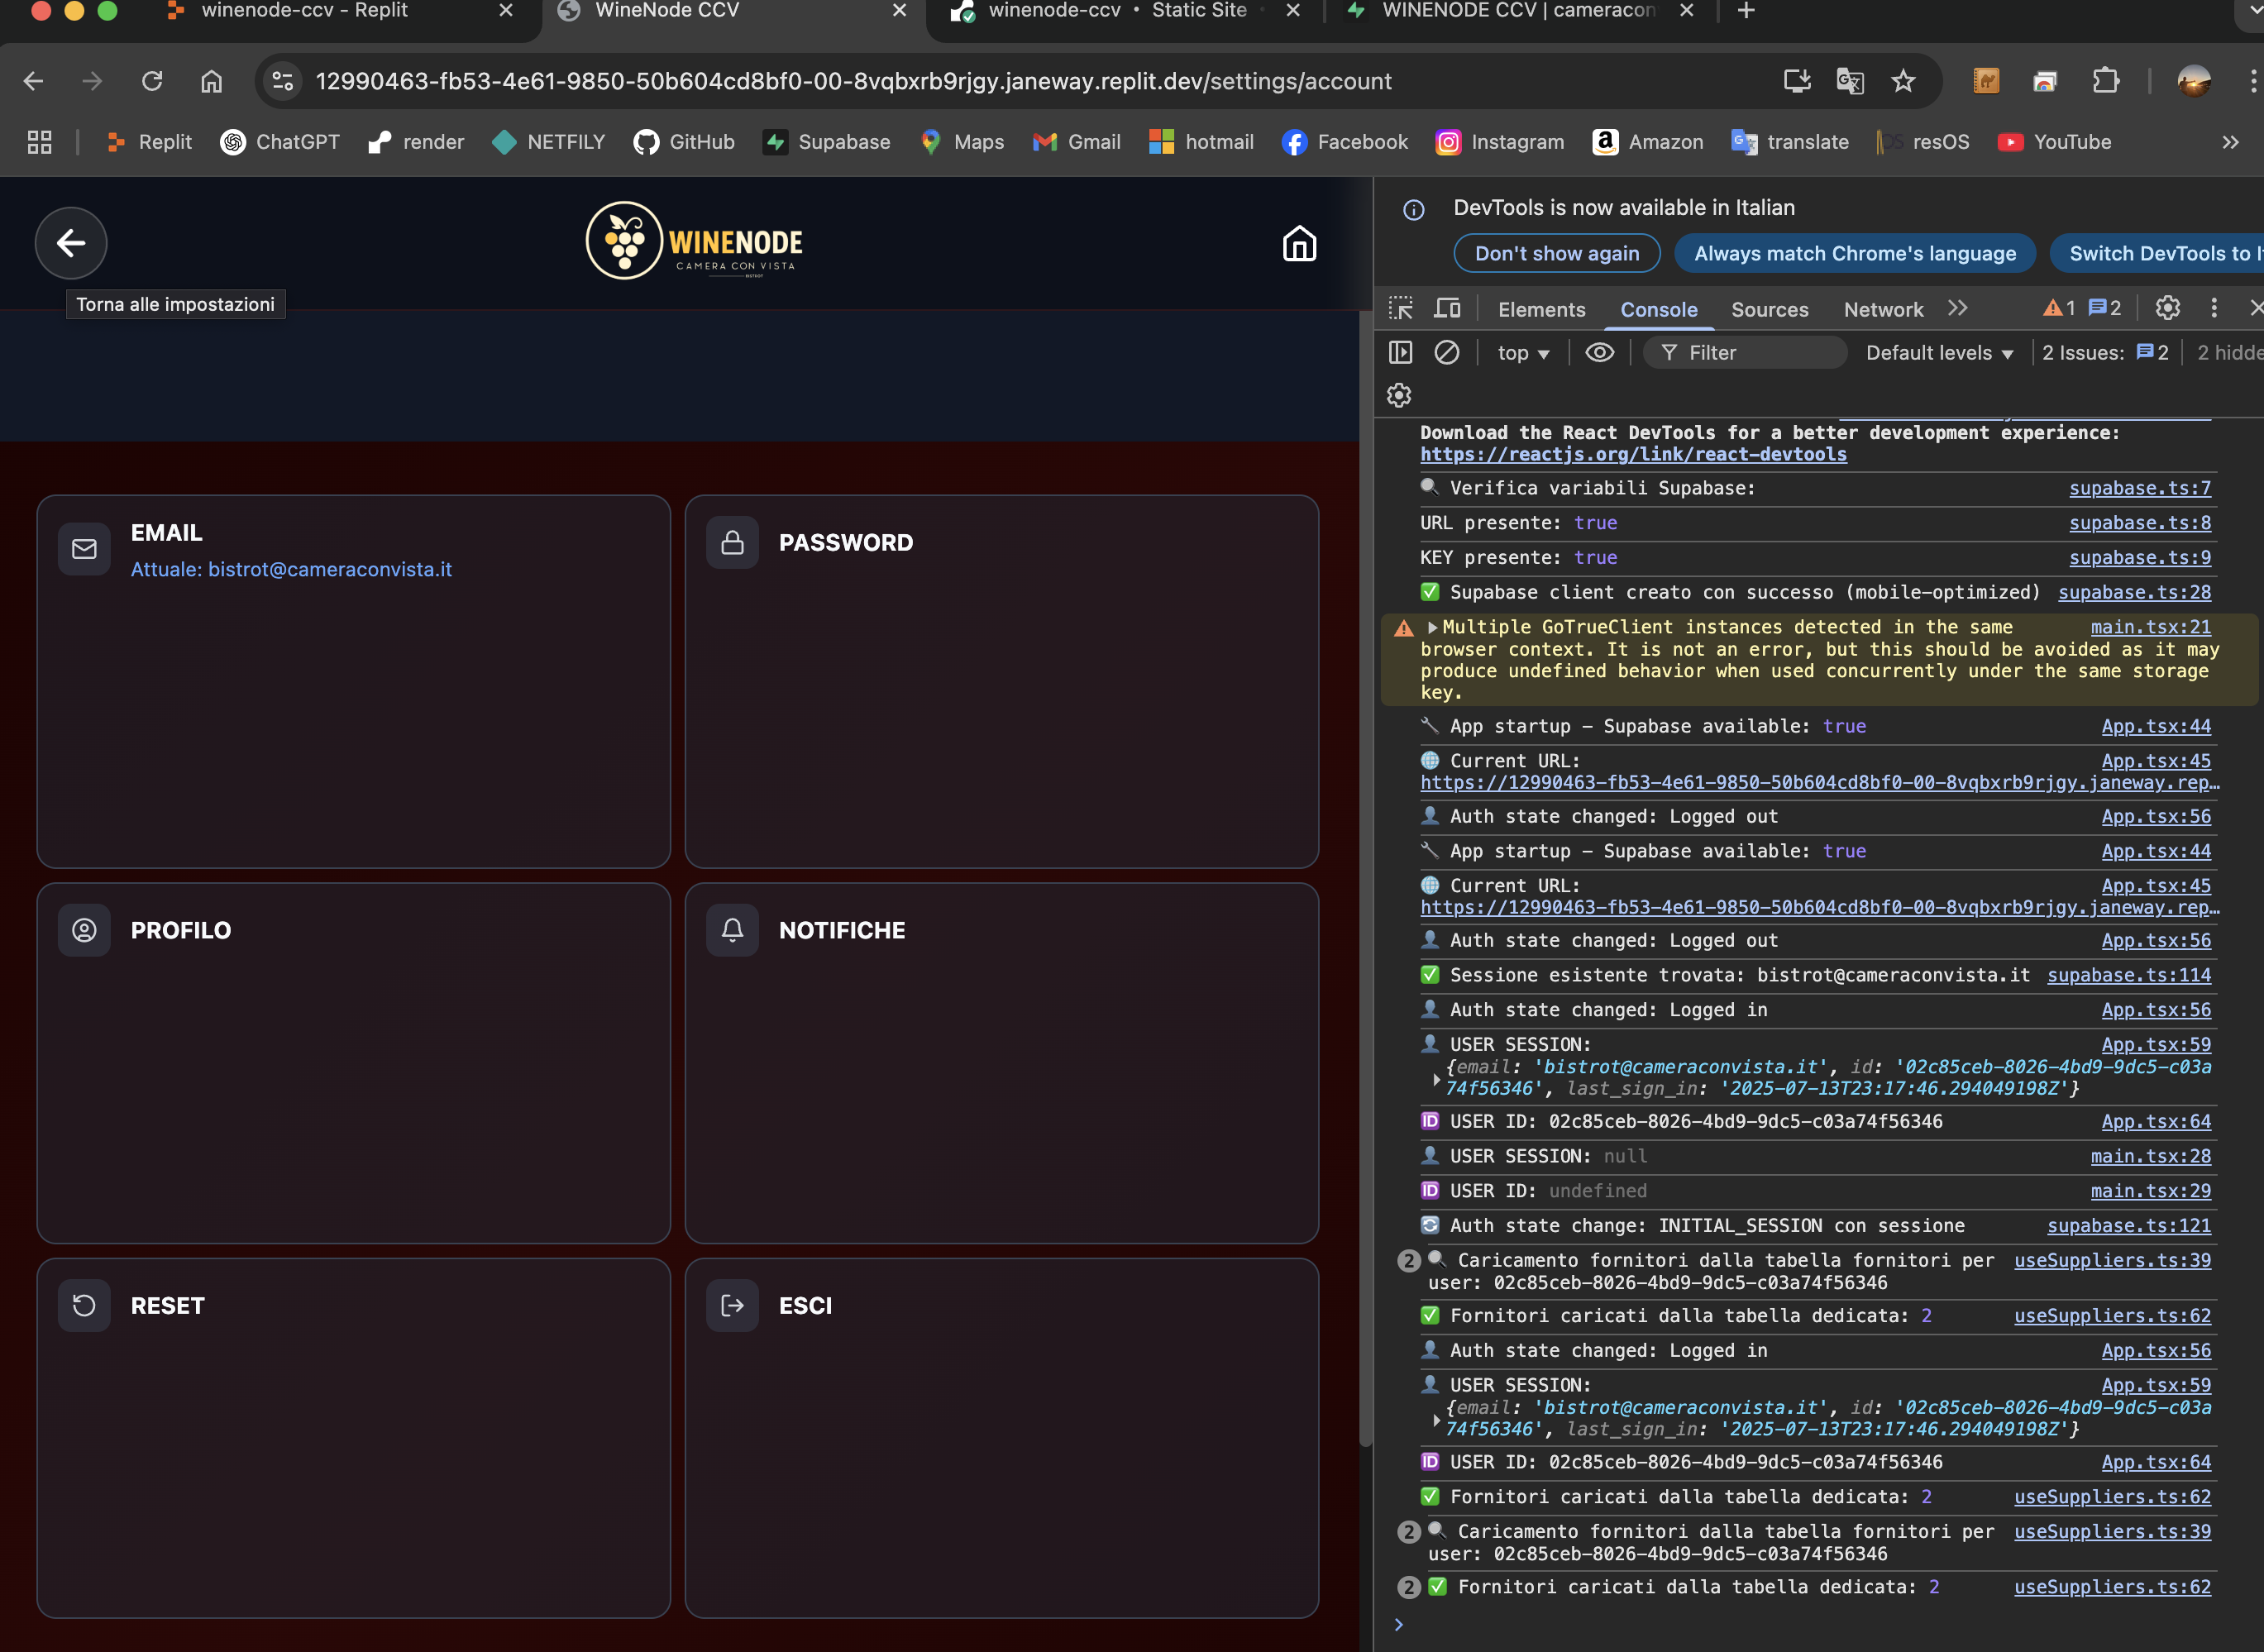 winenode-ccv - Replit
WineNode CCV
winenode-ccv • Static Site
WINENODE CCV | cameracon
12990463-fb53-4e61-9850-50b604cd8bf0-00-8vqbxrb9rjgy.janeway.replit.dev/settings/account
Replit
ChatGPT
render
NETFILY
GitHub
Supabase
Maps
Gmail
hotmail
Facebook
Instagram
Amazon
translate
resOS
YouTube
WINENODE
CAMERA CON VISTA
BISTROT
Torna alle impostazioni
EMAIL
Attuale: bistrot@cameraconvista.it
PASSWORD
PROFILO
NOTIFICHE
RESET
ESCI
DevTools is now available in Italian
Don't show again
Always match Chrome's language
Switch DevTools to I
Elements
Console
Sources
Network
1
2
top
Filter
Default levels
2 Issues: 2
2 hidde
Download the React DevTools for a better development experience:
https://reactjs.org/link/react-devtools
Verifica variabili Supabase: supabase.ts:7
URL presente: true supabase.ts:8
KEY presente: true supabase.ts:9
✅ Supabase client creato con successo (mobile-optimized) supabase.ts:28
Multiple GoTrueClient instances detected in the same main.tsx:21
browser context. It is not an error, but this should be avoided as it may
produce undefined behavior when used concurrently under the same storage
key.
App startup – Supabase available: true App.tsx:44
Current URL: App.tsx:45
https://12990463-fb53-4e61-9850-50b604cd8bf0-00-8vqbxrb9rjgy.janeway.rep…
Auth state changed: Logged out App.tsx:56
App startup – Supabase available: true App.tsx:44
Current URL: App.tsx:45
https://12990463-fb53-4e61-9850-50b604cd8bf0-00-8vqbxrb9rjgy.janeway.rep…
Auth state changed: Logged out App.tsx:56
✅ Sessione esistente trovata: bistrot@cameraconvista.it supabase.ts:114
Auth state changed: Logged in App.tsx:56
USER SESSION: App.tsx:59
{email: 'bistrot@cameraconvista.it', id: '02c85ceb-8026-4bd9-9dc5-c03a
74f56346', last_sign_in: '2025-07-13T23:17:46.294049198Z'}
🆔 USER ID: 02c85ceb-8026-4bd9-9dc5-c03a74f56346 App.tsx:64
USER SESSION: null main.tsx:28
🆔 USER ID: undefined main.tsx:29
Auth state change: INITIAL_SESSION con sessione supabase.ts:121
2 Caricamento fornitori dalla tabella fornitori per useSuppliers.ts:39
user: 02c85ceb-8026-4bd9-9dc5-c03a74f56346
✅ Fornitori caricati dalla tabella dedicata: 2 useSuppliers.ts:62
Auth state changed: Logged in App.tsx:56
USER SESSION: App.tsx:59
{email: 'bistrot@cameraconvista.it', id: '02c85ceb-8026-4bd9-9dc5-c03a
74f56346', last_sign_in: '2025-07-13T23:17:46.294049198Z'}
🆔 USER ID: 02c85ceb-8026-4bd9-9dc5-c03a74f56346 App.tsx:64
✅ Fornitori caricati dalla tabella dedicata: 2 useSuppliers.ts:62
2 Caricamento fornitori dalla tabella fornitori per useSuppliers.ts:39
user: 02c85ceb-8026-4bd9-9dc5-c03a74f56346
2 ✅ Fornitori caricati dalla tabella dedicata: 2 useSuppliers.ts:62